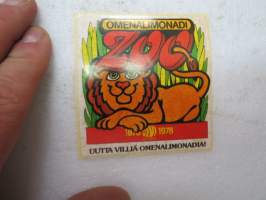 OMENALIMONADI
ZOO
1978
UUTTA VILLIÄ OMENALIMONADIA!